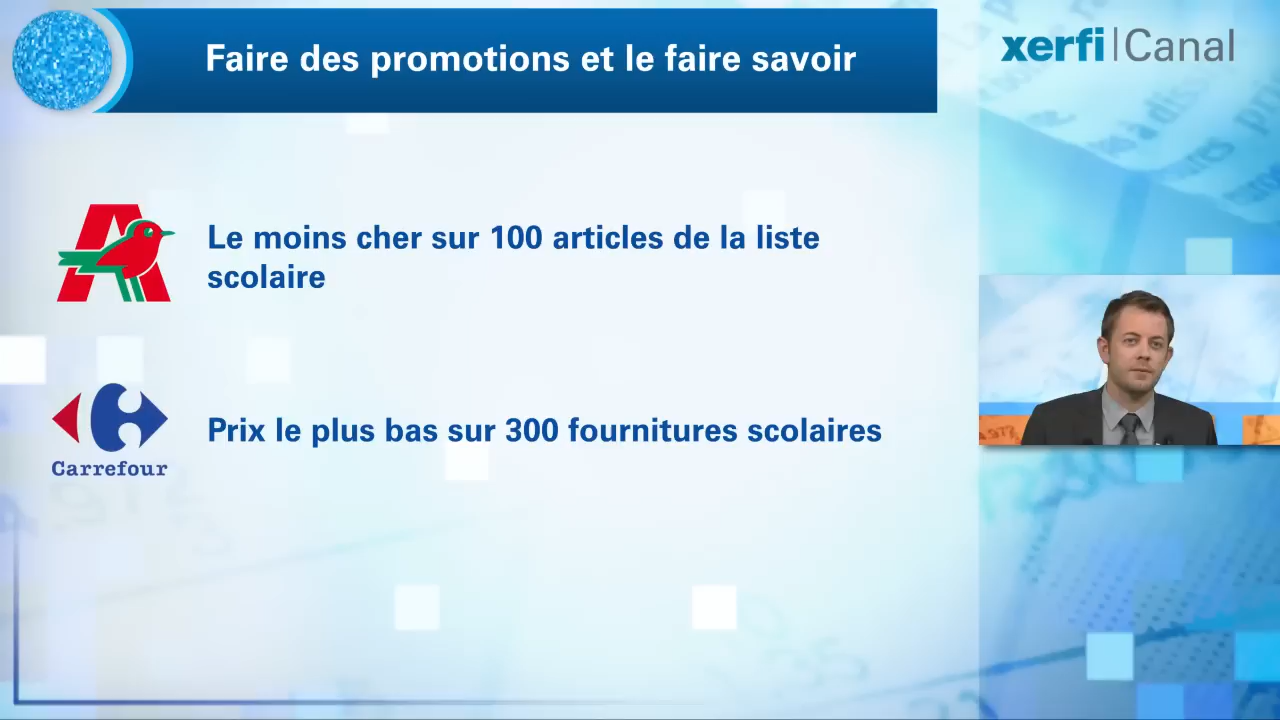 Faire des promotions et le faire savoir
xerfi Canal
Le moins cher sur 100 articles de la liste
scolaire
Prix le plus bas sur 300 fournitures scolaires
Carrefour